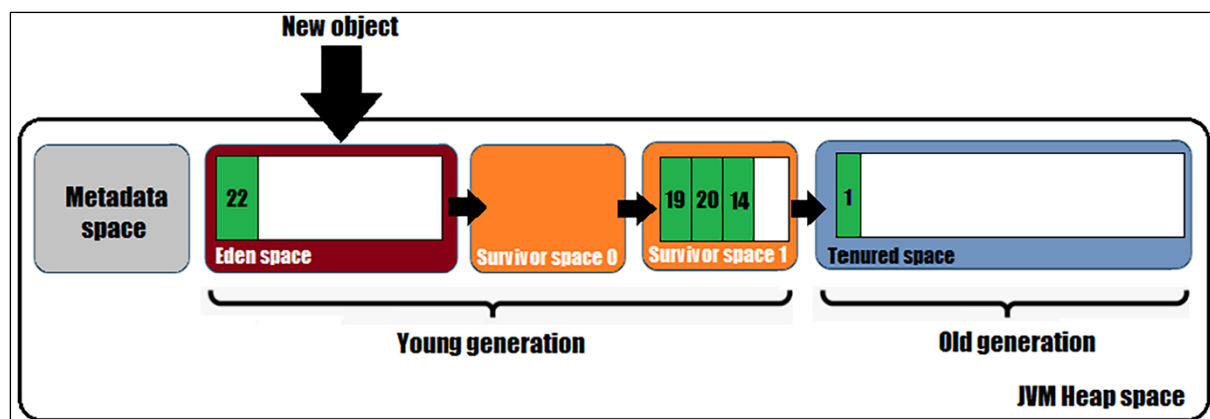 New object
Metadata
space
22
Eden space
Survivor space 0
19 20 14
Survivor space 1
1
Tenured space
Young generation
Old generation
JVM Heap space